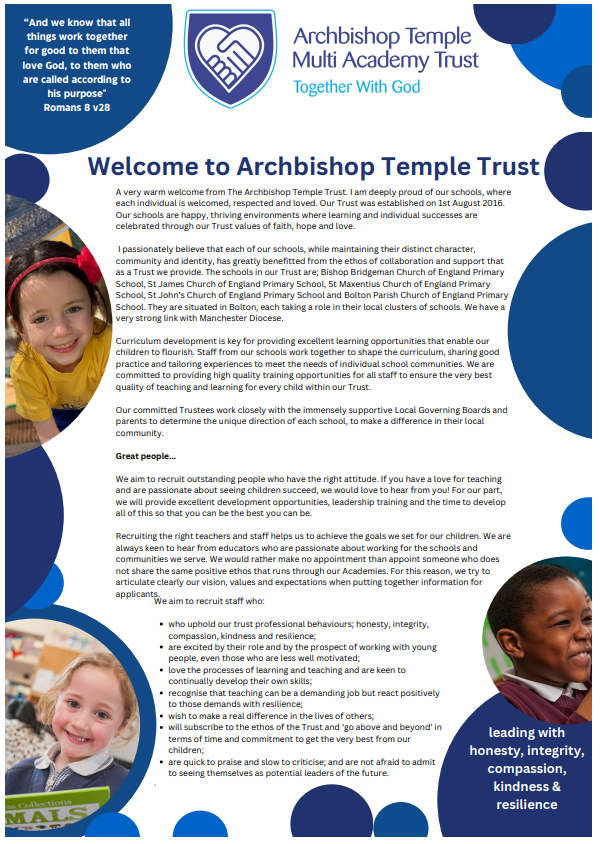 “And we know that all
things work together
for good to them that
love God, to them who
are called according to
his purpose"
Romans 8 v28
Archbishop Temple
Multi Academy Trust
Together With God
Welcome to Archbishop Temple Trust
A very warm welcome from The Archbishop Temple Trust. I am deeply proud of our schools, where
each individual is welcomed, respected and loved. Our Trust was established on 1st August 2016.
Our schools are happy, thriving environments where learning and individual successes are
celebrated through our Trust values of faith, hope and love.
I passionately believe that each of our schools, while maintaining their distinct character,
community and identity, has greatly benefitted from the ethos of collaboration and support that
as a Trust we provide. The schools in our Trust are; Bishop Bridgeman Church of England Primary
School, St James Church of England Primary School, St Maxentius Church of England Primary
School, St John’s Church of England Primary School and Bolton Parish Church of England Primary
School. They are situated in Bolton, each taking a role in their local clusters of schools. We have a
very strong link with Manchester Diocese.
Curriculum development is key for providing excellent learning opportunities that enable our
children to flourish. Staff from our schools work together to shape the curriculum, sharing good
practice and tailoring experiences to meet the needs of individual school communities. We are
committed to providing high quality training opportunities for all staff to ensure the very best
quality of teaching and learning for every child within our Trust.
Our committed Trustees work closely with the immensely supportive Local Governing Boards and
parents to determine the unique direction of each school, to make a difference in their local
community.
Great people…
We aim to recruit outstanding people who have the right attitude. If you have a love for teaching
and are passionate about seeing children succeed, we would love to hear from you! For our part,
we will provide excellent development opportunities, leadership training and the time to develop
all of this so that you can be the best you can be.
Recruiting the right teachers and staff helps us to achieve the goals we set for our children. We are
always keen to hear from educators who are passionate about working for the schools and
communities we serve. We would rather make no appointment than appoint someone who does
not share the same positive ethos that runs through our Academies. For this reason, we try to
articulate clearly our vision, values and expectations when putting together information for
applicants.
We aim to recruit staff who:
• who uphold our trust professional behaviours; honesty, integrity,
compassion, kindness and resilience;
• are excited by their role and by the prospect of working with young
people, even those who are less well motivated;
• love the processes of learning and teaching and are keen to
continually develop their own skills;
• recognise that teaching can be a demanding job but react positively
to those demands with resilience;
• wish to make a real difference in the lives of others;
• will subscribe to the ethos of the Trust and ‘go above and beyond’ in
terms of time and commitment to get the very best from our
children;
• are quick to praise and slow to criticise; and are not afraid to admit
to seeing themselves as potential leaders of the future.
.
leading with
honesty, integrity,
compassion,
kindness &
resilience
ss Collections
MALS